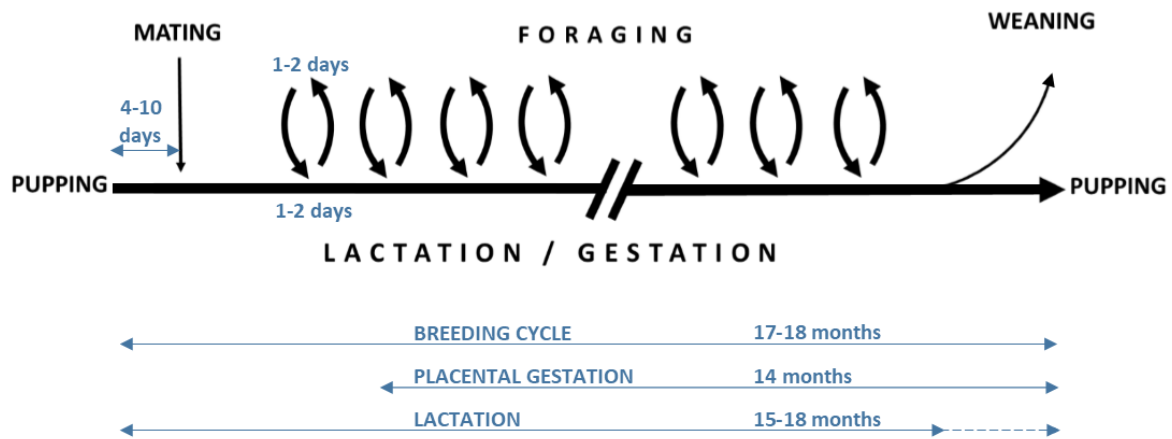 MATING
FORAGING
WEANING
1-2 days
4-10
days
PUPPING
PUPPING
1-2 days
LACTATION / GESTATION
BREEDING CYCLE 17-18 months
PLACENTAL GESTATION 14 months
LACTATION 15-18 months